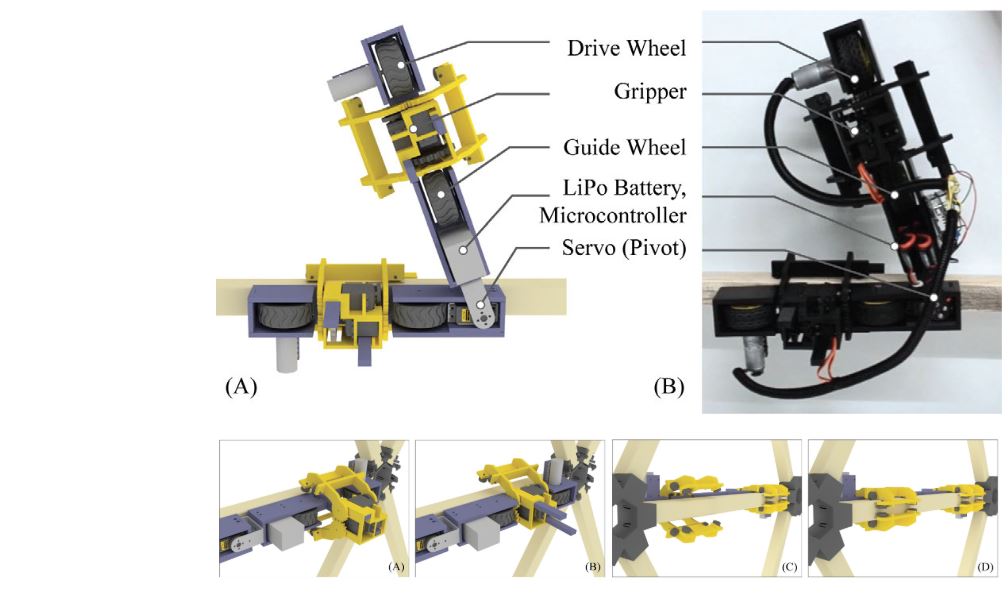 Drive Wheel
Gripper
Guide Wheel
LiPo Battery,
Microcontroller
Servo (Pivot)
(A)
(B)
(A)
(B)
(C)
(D)